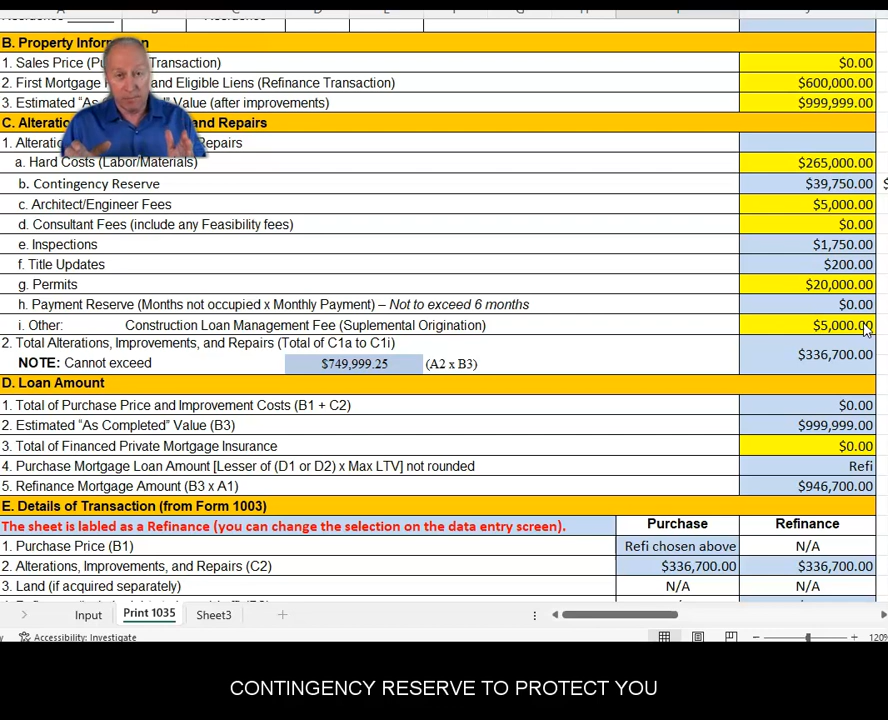 B. Property Infor
1. Sales Price (Pu Transaction) $0.00
2. First Mortgage and Eligible Liens (Refinance Transaction) $600,000.00
3. Estimated "As C " Value (after improvements) $999,999.00
C. Alteratio and Repairs
1. Alterati Repairs
a. Hard Costs (Labor/Materials) $265,000.00
b. Contingency Reserve $39,750.00 $
c. Architect/Engineer Fees $5,000.00
d. Consultant Fees (include any Feasibility fees) $0.00
e. Inspections $1,750.00
f. Title Updates $200.00
g. Permits $20,000.00
h. Payment Reserve (Months not occupied x Monthly Payment) – Not to exceed 6 months $0.00
i. Other: Construction Loan Management Fee (Suplemental Origination) $5,000.00
2. Total Alterations, Improvements, and Repairs (Total of C1a to C1i) $336,700.00
NOTE: Cannot exceed $749,999.25 (A2 x B3)
D. Loan Amount
1. Total of Purchase Price and Improvement Costs (B1 + C2) $0.00
2. Estimated "As Completed" Value (B3) $999,999.00
3. Total of Financed Private Mortgage Insurance $0.00
4. Purchase Mortgage Loan Amount [Lesser of (D1 or D2) x Max LTV] not rounded Refi
5. Refinance Mortgage Amount (B3 x A1) $946,700.00
E. Details of Transaction (from Form 1003)
The sheet is labled as a Refinance (you can change the selection on the data entry screen). Purchase Refinance
1. Purchase Price (B1) Refi chosen above N/A
2. Alterations, Improvements, and Repairs (C2) $336,700.00 $336,700.00
3. Land (if acquired separately) N/A N/A
Input Print 1035 Sheet3
Accessibility: Investigate 120%
CONTINGENCY RESERVE TO PROTECT YOU